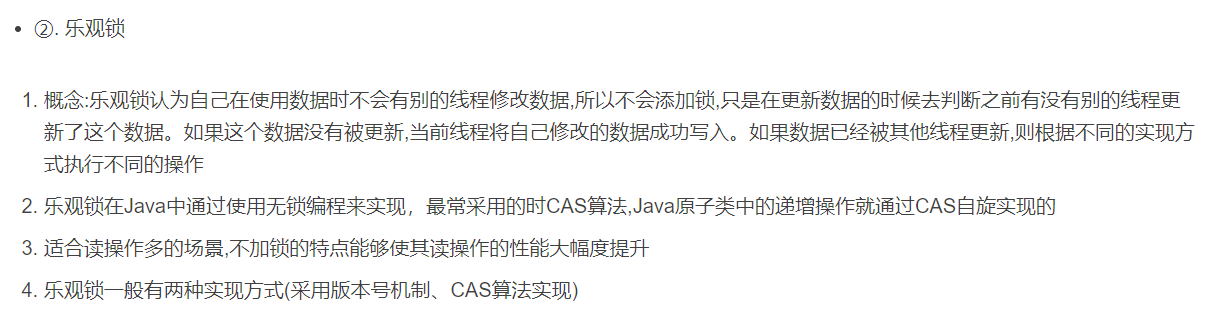 • ②. 乐观锁
1. 概念:乐观锁认为自己在使用数据时不会有别的线程修改数据,所以不会添加锁,只是在更新数据的时候去判断之前有没有别的线程更
新了这个数据。如果这个数据没有被更新,当前线程将自己修改的数据成功写入。如果数据已经被其他线程更新,则根据不同的实现方
式执行不同的操作
2. 乐观锁在Java中通过使用无锁编程来实现，最常采用的时CAS算法,Java原子类中的递增操作就通过CAS自旋实现的
3. 适合读操作多的场景,不加锁的特点能够使其读操作的性能大幅度提升
4. 乐观锁一般有两种实现方式(采用版本号机制、CAS算法实现)